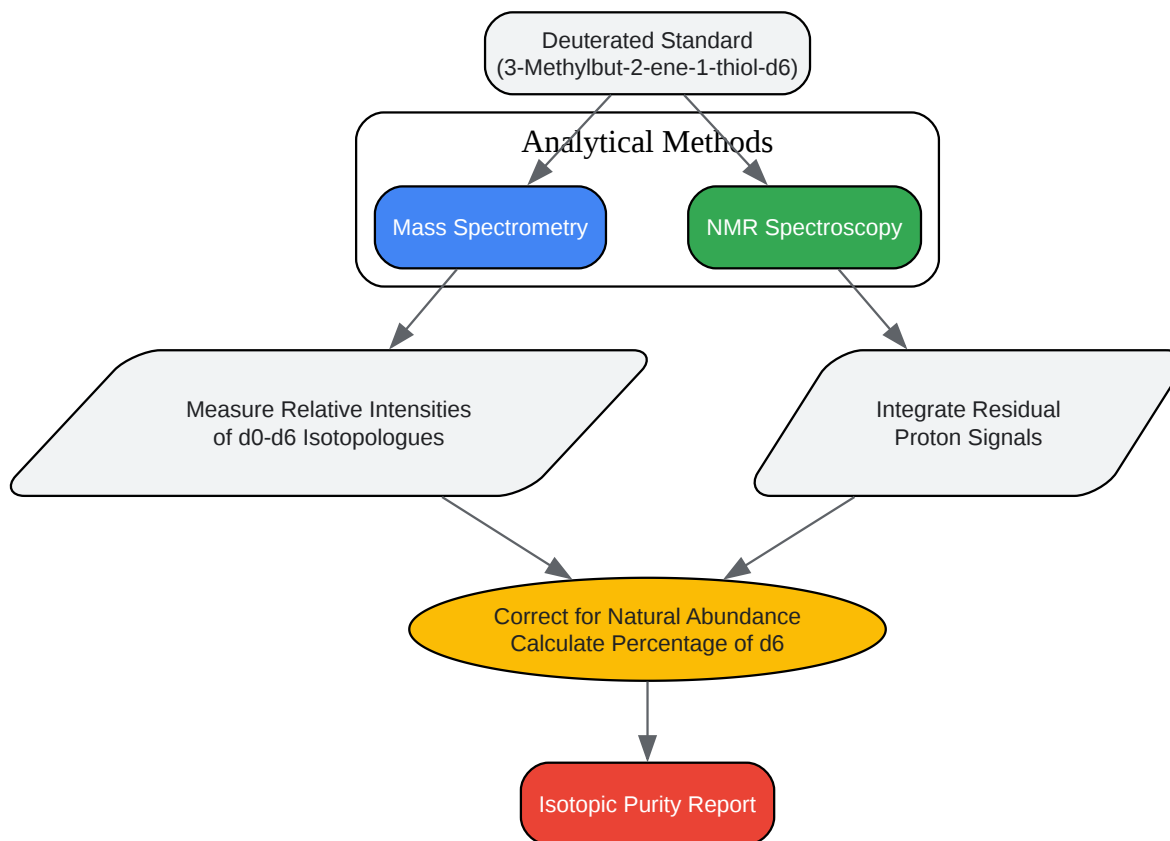 Deuterated Standard
(3-Methylbut-2-ene-1-thiol-d6)
Analytical Methods
Mass Spectrometry
NMR Spectroscopy
Measure Relative Intensities
of d0-d6 Isotopologues
Integrate Residual
Proton Signals
Correct for Natural Abundance
Calculate Percentage of d6
Isotopic Purity Report